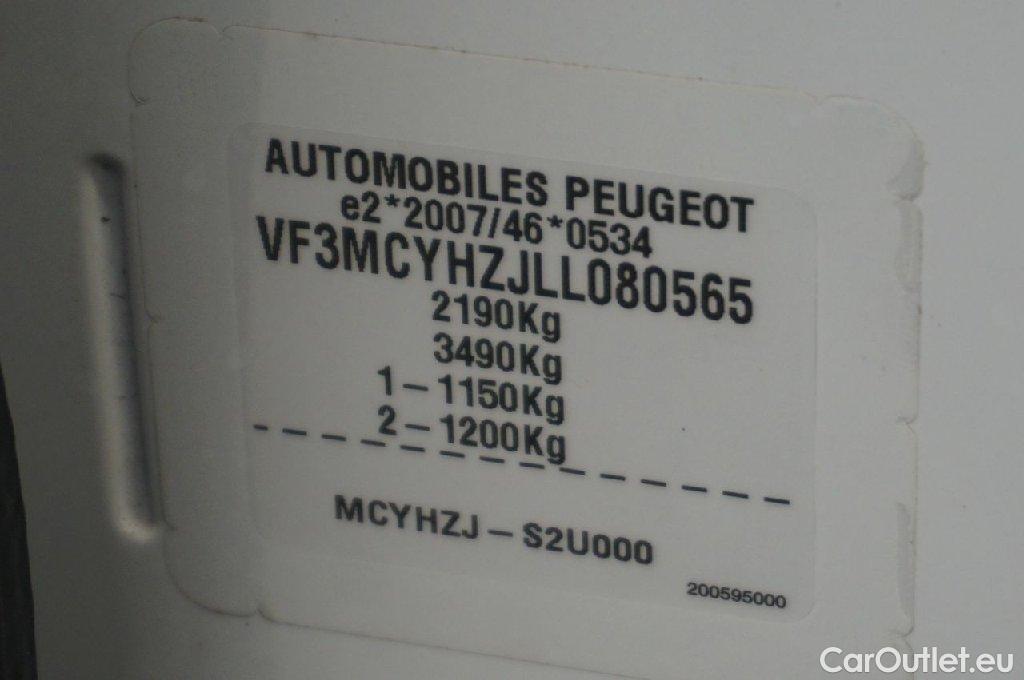 AUTOMOBILES PEUGEOT
e2*2007/46*0534
VF3MCYHZJLL080565
2190Kg
3490Kg
1-1150Kg
2-1200Kg
MCYHZJ-S2U000
200595000
CarOutlet.eu